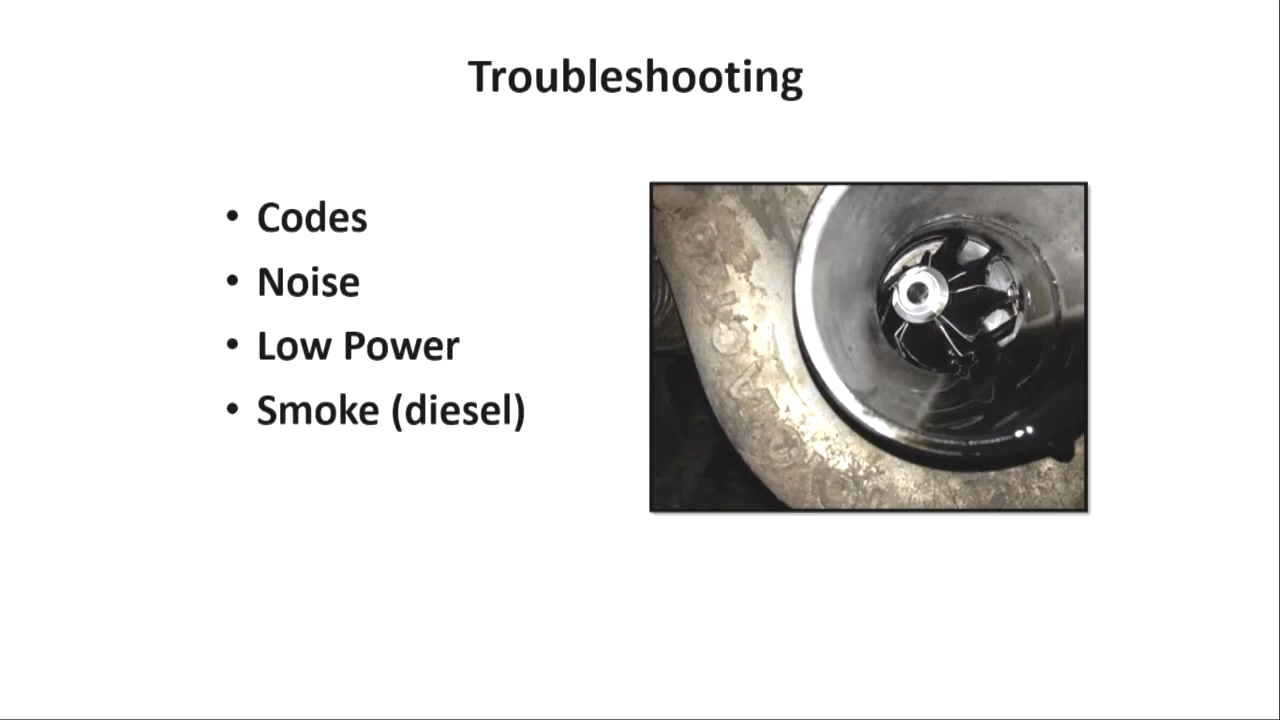 Troubleshooting
• Codes
• Noise
• Low Power
• Smoke (diesel)